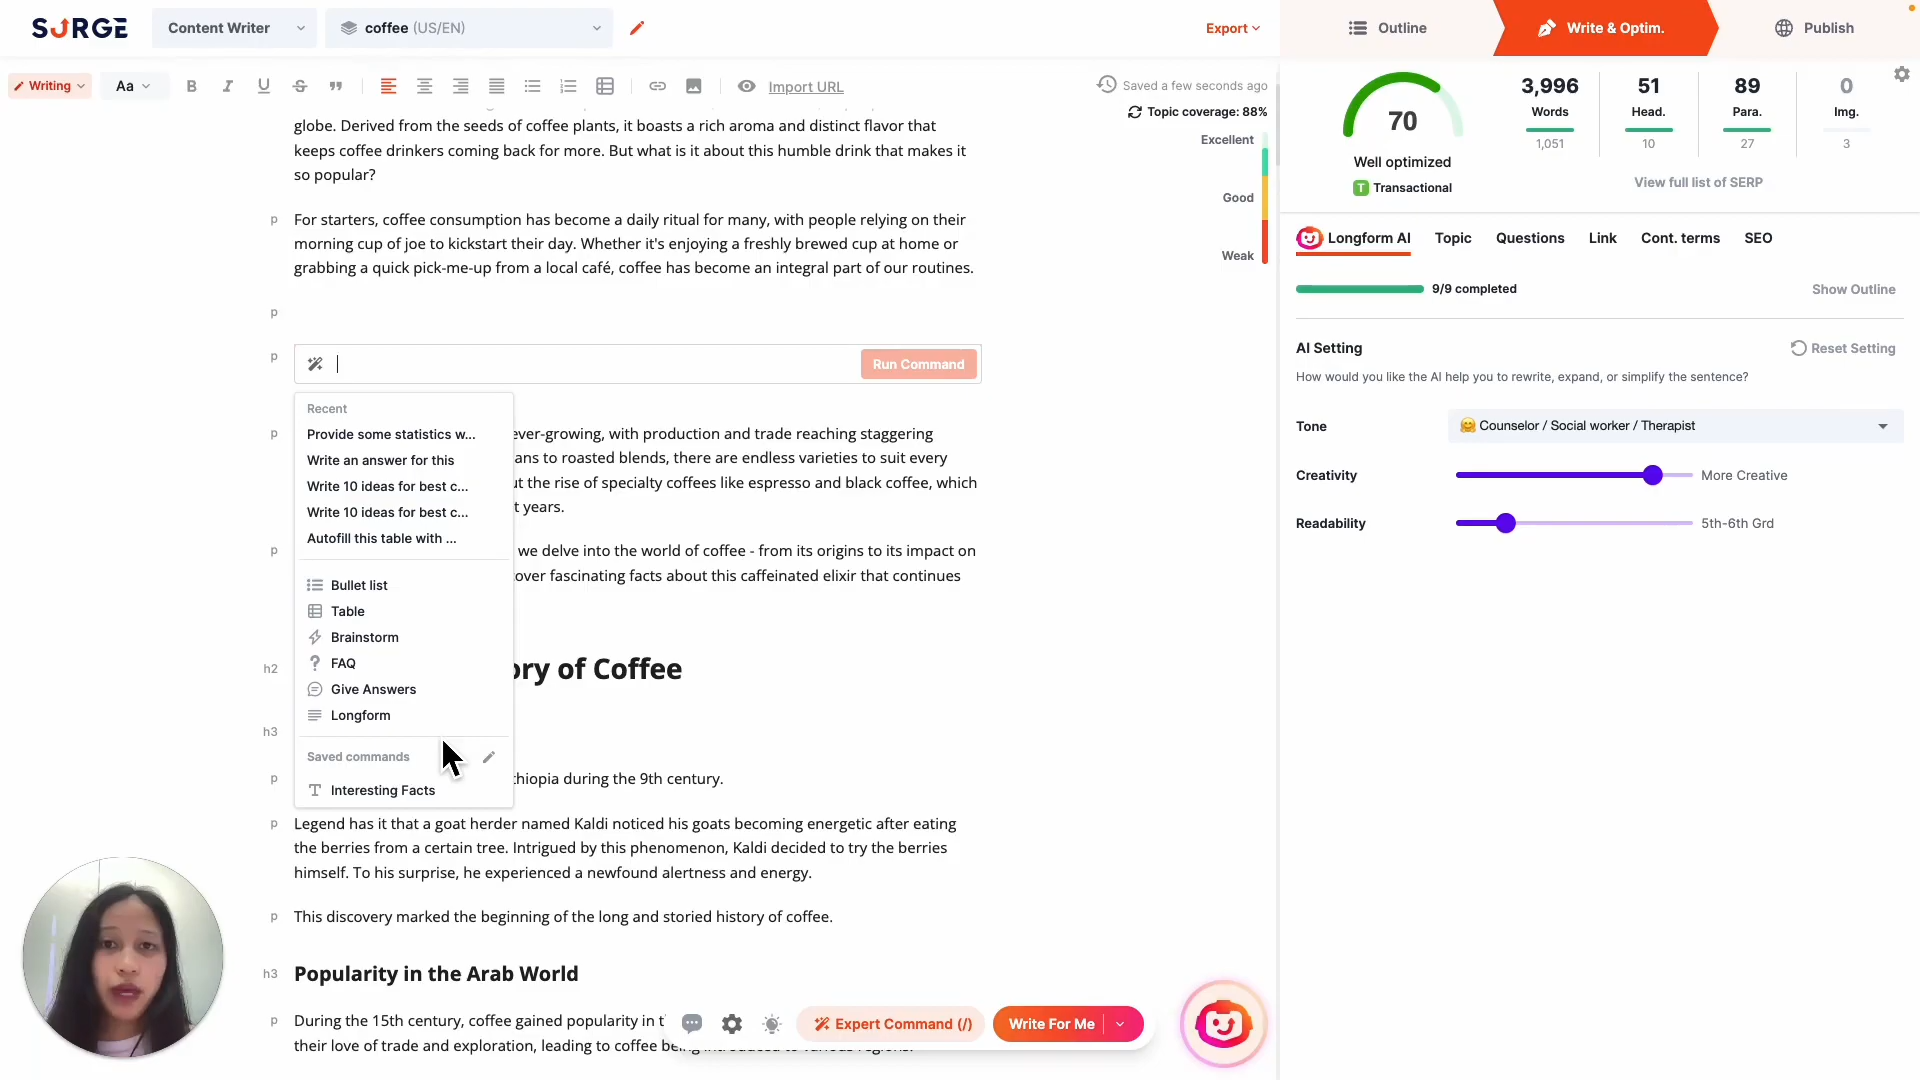 SURGE
Content Writer
coffee (US/EN)
Export
Outline
Write & Optim.
Publish
Writing
Aa
B I U S
Import URL
Saved a few seconds ago
Topic coverage: 88%
Excellent
Good
Weak
globe. Derived from the seeds of coffee plants, it boasts a rich aroma and distinct flavor that
keeps coffee drinkers coming back for more. But what is it about this humble drink that makes it
so popular?
p
For starters, coffee consumption has become a daily ritual for many, with people relying on their
morning cup of joe to kickstart their day. Whether it's enjoying a freshly brewed cup at home or
grabbing a quick pick-me-up from a local café, coffee has become an integral part of our routines.
p
p
Run Command
Recent
Provide some statistics w...
Write an answer for this
Write 10 ideas for best c...
Write 10 ideas for best c...
Autofill this table with ...
Bullet list
Table
Brainstorm
FAQ
Give Answers
Longform
Saved commands
Interesting Facts
p
ever-growing, with production and trade reaching staggering
ans to roasted blends, there are endless varieties to suit every
ut the rise of specialty coffees like espresso and black coffee, which
t years.
p
we delve into the world of coffee - from its origins to its impact on
cover fascinating facts about this caffeinated elixir that continues
h2
ory of Coffee
h3
p
thiopia during the 9th century.
p
Legend has it that a goat herder named Kaldi noticed his goats becoming energetic after eating
the berries from a certain tree. Intrigued by this phenomenon, Kaldi decided to try the berries
himself. To his surprise, he experienced a newfound alertness and energy.
p
This discovery marked the beginning of the long and storied history of coffee.
h3
Popularity in the Arab World
p
During the 15th century, coffee gained popularity in t
their love of trade and exploration, leading to coffee being introduced to various regions.
Expert Command (/)
Write For Me
70
Well optimized
T Transactional
3,996
Words
1,051
51
Head.
10
89
Para.
27
0
Img.
3
View full list of SERP
Longform AI
Topic
Questions
Link
Cont. terms
SEO
9/9 completed
Show Outline
AI Setting
Reset Setting
How would you like the AI help you to rewrite, expand, or simplify the sentence?
Tone
Counselor / Social worker / Therapist
Creativity
More Creative
Readability
5th-6th Grd